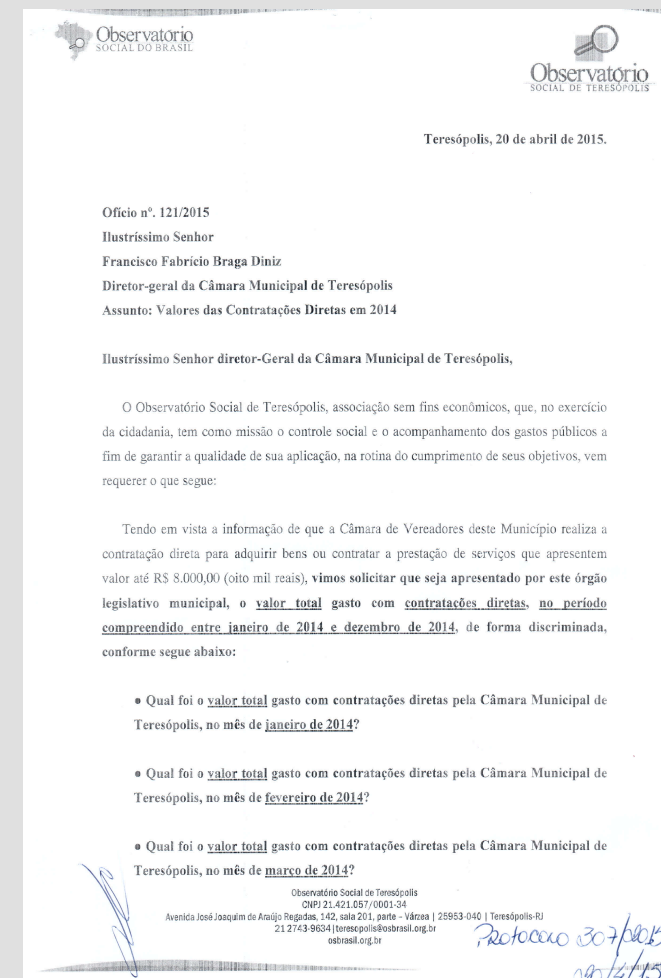 Observatório
SOCIAL DO BRASIL
Observatório
SOCIAL DE TERESÓPOLIS
Teresópolis, 20 de abril de 2015.
Ofício nº. 121/2015
Ilustríssimo Senhor
Francisco Fabrício Braga Diniz
Diretor-geral da Câmara Municipal de Teresópolis
Assunto: Valores das Contratações Diretas em 2014
Ilustríssimo Senhor diretor-Geral da Câmara Municipal de Teresópolis,
O Observatório Social de Teresópolis, associação sem fins econômicos, que, no exercício
da cidadania, tem como missão o controle social e o acompanhamento dos gastos públicos a
fim de garantir a qualidade de sua aplicação, na rotina do cumprimento de seus objetivos, vem
requerer o que segue:
Tendo em vista a informação de que a Câmara de Vereadores deste Município realiza a
contratação direta para adquirir bens ou contratar a prestação de serviços que apresentem
valor até R$ 8.000,00 (oito mil reais), vimos solicitar que seja apresentado por este órgão
legislativo municipal, o valor total gasto com contratações diretas, no período
compreendido entre janeiro de 2014 e dezembro de 2014, de forma discriminada,
conforme segue abaixo:
• Qual foi o valor total gasto com contratações diretas pela Câmara Municipal de
Teresópolis, no mês de janeiro de 2014?
• Qual foi o valor total gasto com contratações diretas pela Câmara Municipal de
Teresópolis, no mês de fevereiro de 2014?
• Qual foi o valor total gasto com contratações diretas pela Câmara Municipal de
Teresópolis, no mês de março de 2014?
Observatório Social de Teresópolis
CNPJ 21.421.057/0001-34
Avenida José Joaquim de Araújo Regadas, 142, sala 201, parte – Várzea | 25953-040 | Teresópolis-RJ
21 2743-9634 | teresopolis@osbrasil.org.br
osbrasil.org.br
PROTOCOLO 307/2015